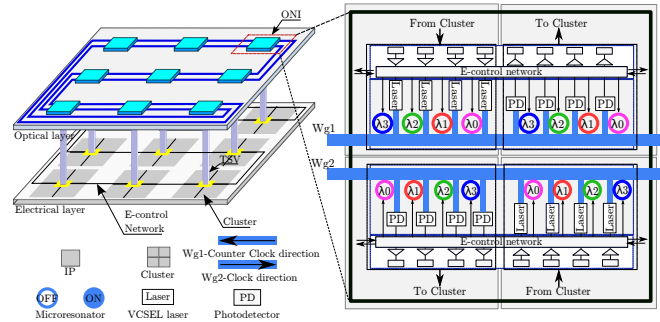 ONI
Optical layer
TSV
Electrical layer
E-control
Network
Cluster
IP
Cluster
Wg1-Counter Clock direction
Wg2-Clock direction
OFF
ON
Laser
PD
Microresonator
VCSEL laser
Photodetector
From Cluster
To Cluster
E-control network
Laser
Laser
Laser
Laser
PD
PD
PD
PD
λ3
λ2
λ1
λ0
λ3
λ2
λ1
λ0
Wg1
Wg2
λ0
λ1
λ2
λ3
λ0
λ1
λ2
λ3
PD
PD
PD
PD
Laser
Laser
Laser
Laser
E-control network
To Cluster
From Cluster